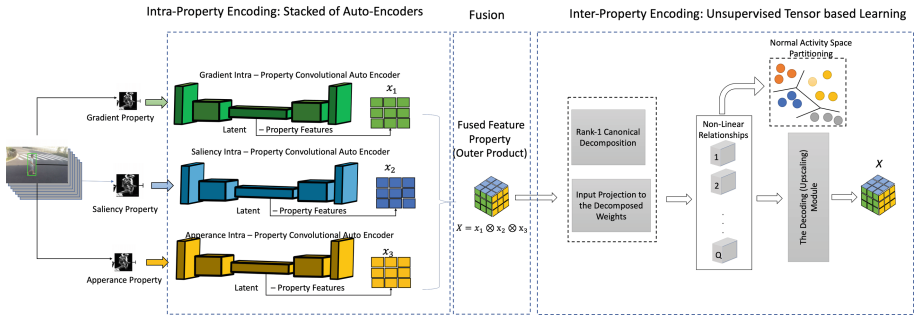 Intra-Property Encoding: Stacked of Auto-Encoders
Fusion
Inter-Property Encoding: Unsupervised Tensor based Learning
Gradient Intra – Property Convolutional Auto Encoder
x₁
Gradient Property
Latent – Property Features
Saliency Intra – Property Convolutional Auto Encoder
x₂
Saliency Property
Latent – Property Features
Apperance Intra – Property Convolutional Auto Encoder
x₃
Apperance Property
Latent – Property Features
Fused Feature
Property
(Outer Product)
X = x₁ ⊗ x₂ ⊗ x₃
Rank-1 Canonical
Decomposition
Input Projection to
the Decomposed
Weights
Non-Linear
Relationships
1
2
.
.
.
Q
Normal Activity Space
Partitioning
The Decoding (Upscaling)
Module
X